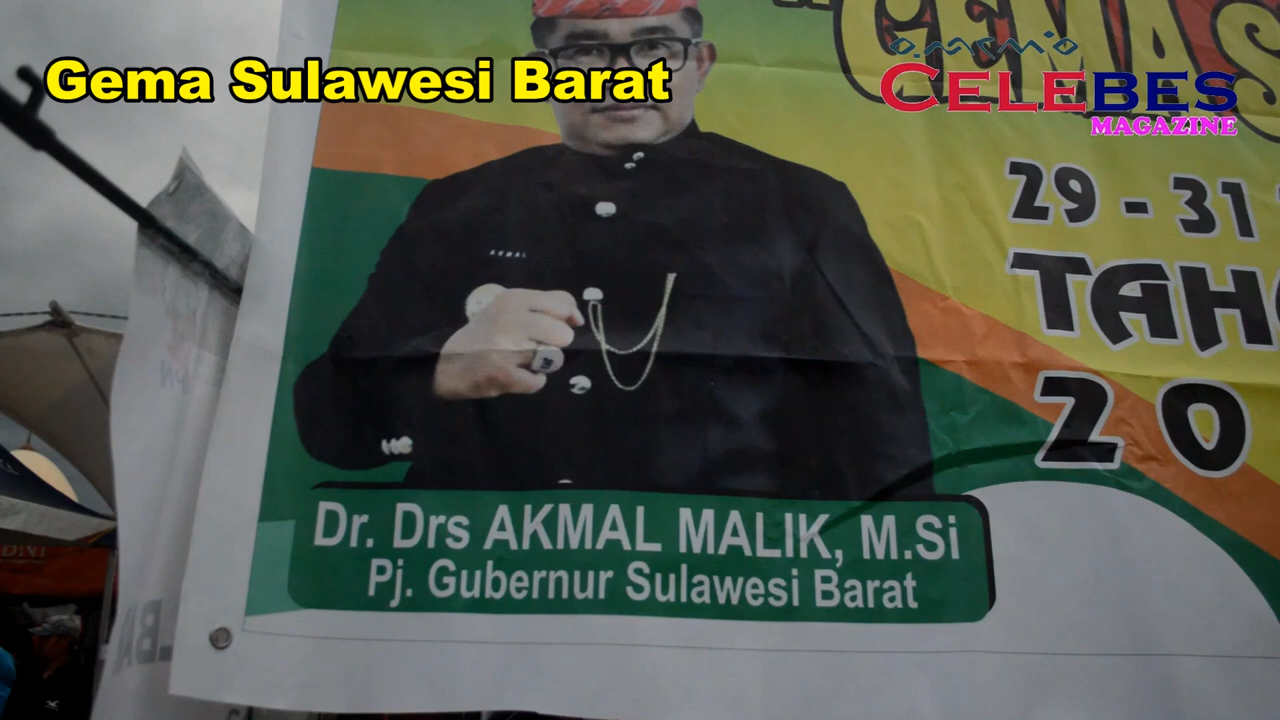 Gema Sulawesi Barat
CELEBES
MAGAZINE
GEMAS
29 - 31
TAH
20
AKMAL
Dr. Drs AKMAL MALIK, M.Si
Pj. Gubernur Sulawesi Barat